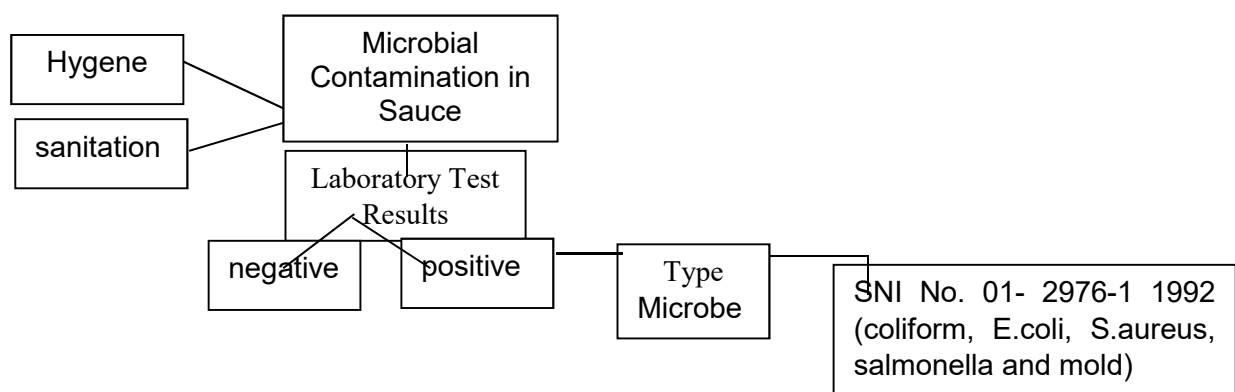 Hygene
sanitation
Microbial
Contamination in
Sauce
Laboratory Test
Results
negative
positive
Type
Microbe
SNI No. 01- 2976-1 1992
(coliform, E.coli, S.aureus,
salmonella and mold)